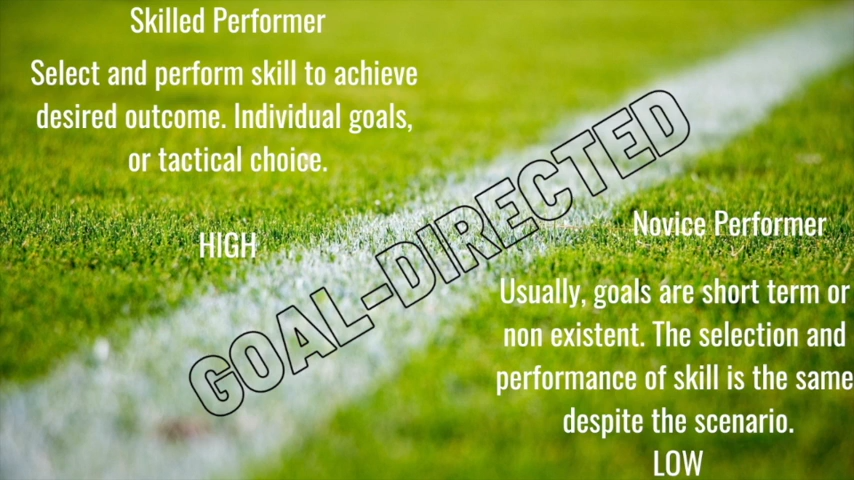 Skilled Performer
Select and perform skill to achieve
desired outcome. Individual goals,
or tactical choice.
HIGH
GOAL-DIRECTED
Novice Performer
Usually, goals are short term or
non existent. The selection and
performance of skill is the same
despite the scenario.
LOW